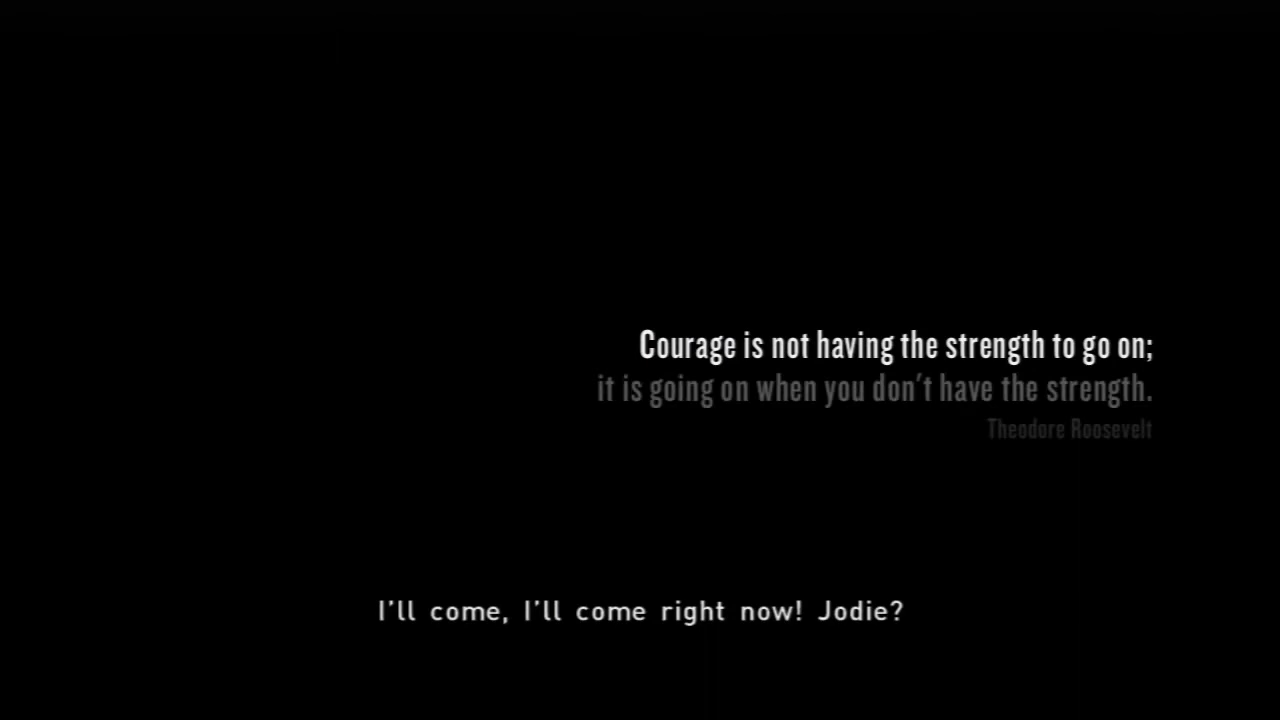 Courage is not having the strength to go on;
it is going on when you don't have the strength.
Theodore Roosevelt
I'll come, I'll come right now! Jodie?